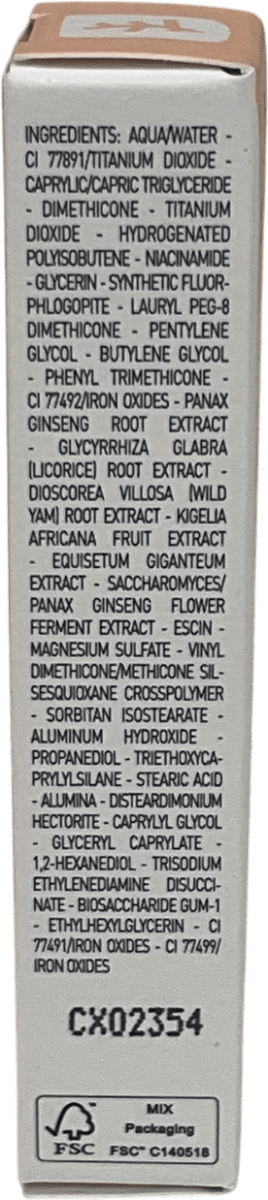 INGREDIENTS: AQUA/WATER -
CI 77891/TITANIUM DIOXIDE -
CAPRYLIC/CAPRIC TRIGLYCERIDE
- DIMETHICONE - TITANIUM
DIOXIDE - HYDROGENATED
POLYISOBUTENE - NIACINAMIDE
- GLYCERIN - SYNTHETIC FLUOR-
PHLOGOPITE - LAURYL PEG-8
DIMETHICONE - PENTYLENE
GLYCOL - BUTYLENE GLYCOL
- PHENYL TRIMETHICONE -
CI 77492/IRON OXIDES - PANAX
GINSENG ROOT EXTRACT
- GLYCYRRHIZA GLABRA
(LICORICE) ROOT EXTRACT -
DIOSCOREA VILLOSA (WILD
YAM) ROOT EXTRACT - KIGELIA
AFRICANA FRUIT EXTRACT
- EQUISETUM GIGANTEUM
EXTRACT - SACCHAROMYCES/
PANAX GINSENG FLOWER
FERMENT EXTRACT - ESCIN -
MAGNESIUM SULFATE - VINYL
DIMETHICONE/METHICONE SIL-
SESQUIOXANE CROSSPOLYMER
- SORBITAN ISOSTEARATE -
ALUMINUM HYDROXIDE -
PROPANEDIOL - TRIETHOXYCA-
PRYLYLSILANE - STEARIC ACID
- ALUMINA - DISTEARDIMONIUM
HECTORITE - CAPRYLYL GLYCOL
- GLYCERYL CAPRYLATE -
1,2-HEXANEDIOL - TRISODIUM
ETHYLENEDIAMINE DISUCCI-
NATE - BIOSACCHARIDE GUM-1
- ETHYLHEXYLGLYCERIN - CI
77491/IRON OXIDES - CI 77499/
IRON OXIDES
CX02354
FSC
MIX
Packaging
FSC™ C140518